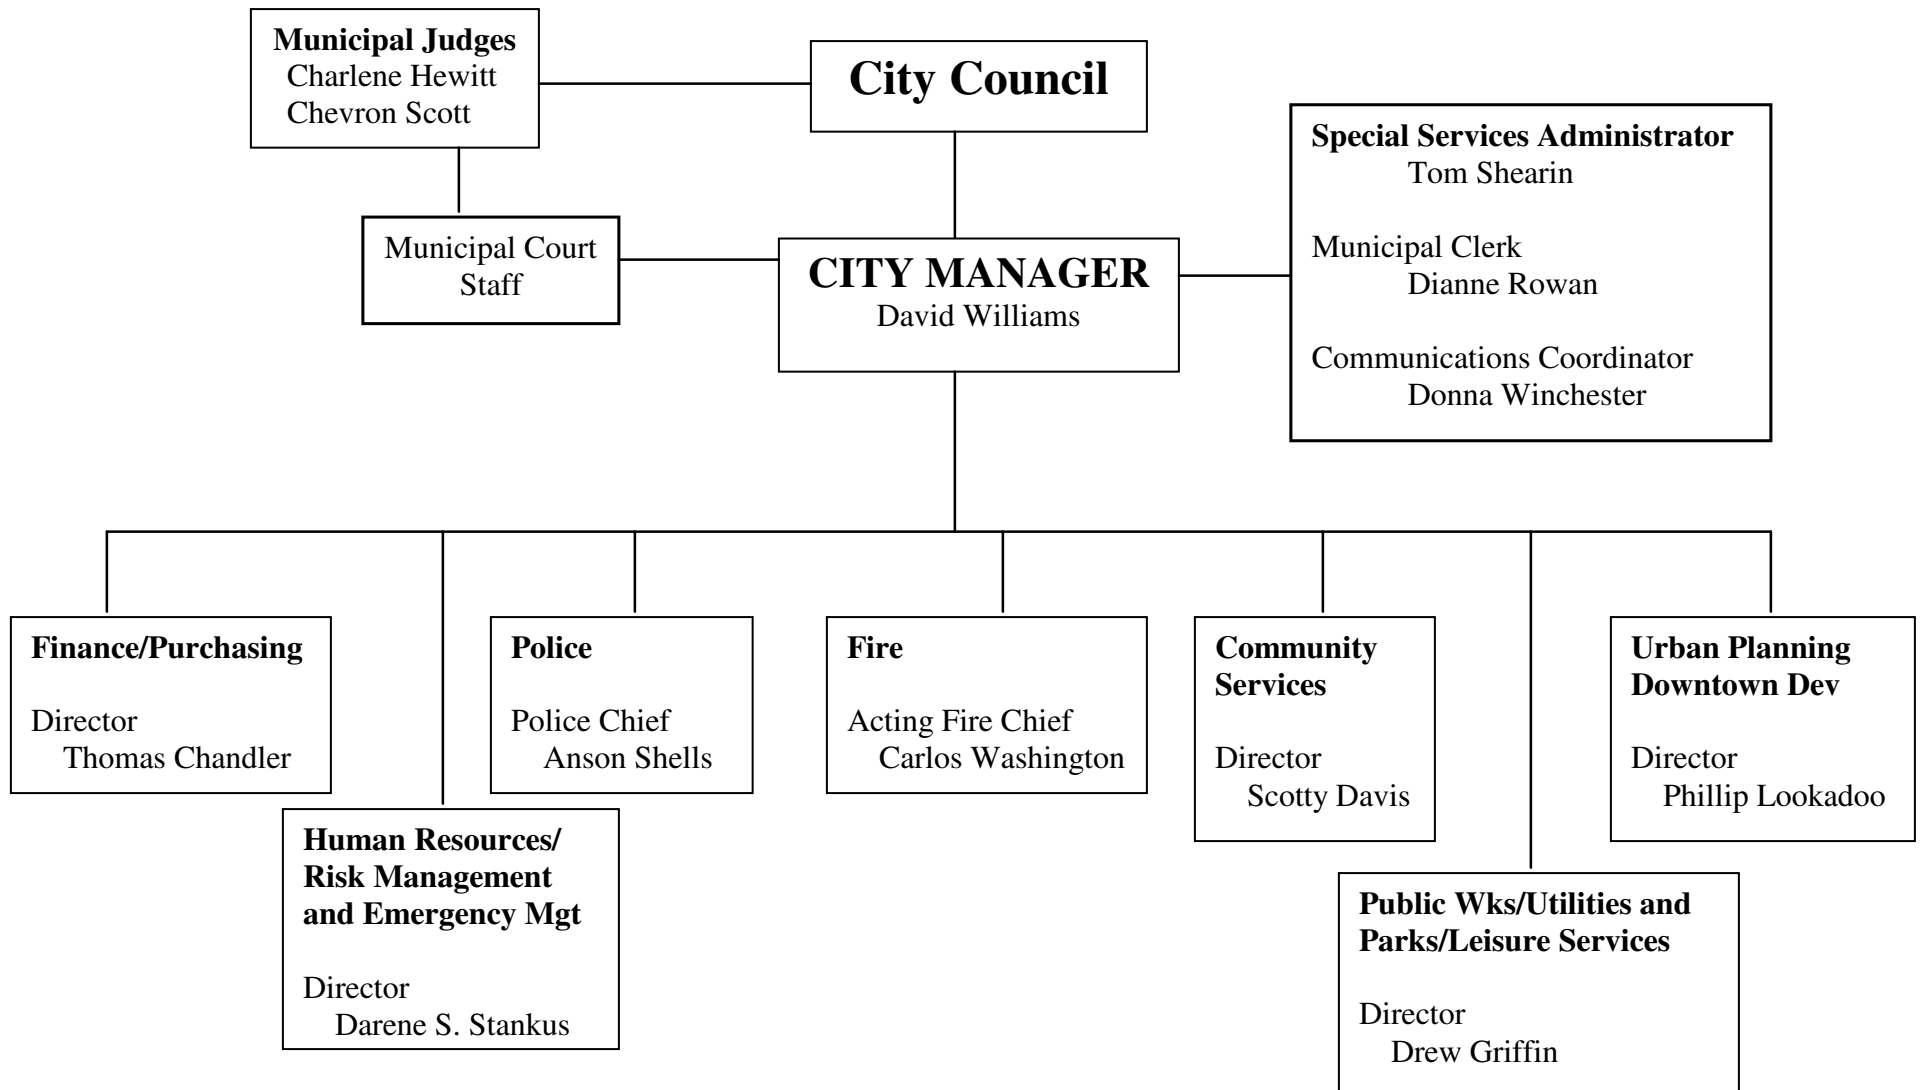 Municipal Judges
Charlene Hewitt
Chevron Scott
City Council
Special Services Administrator
Tom Shearin
Municipal Clerk
Dianne Rowan
Communications Coordinator
Donna Winchester
Municipal Court
Staff
CITY MANAGER
David Williams
Finance/Purchasing
Director
Thomas Chandler
Human Resources/
Risk Management
and Emergency Mgt
Director
Darene S. Stankus
Police
Police Chief
Anson Shells
Fire
Acting Fire Chief
Carlos Washington
Community
Services
Director
Scotty Davis
Public Wks/Utilities and
Parks/Leisure Services
Director
Drew Griffin
Urban Planning
Downtown Dev
Director
Phillip Lookadoo